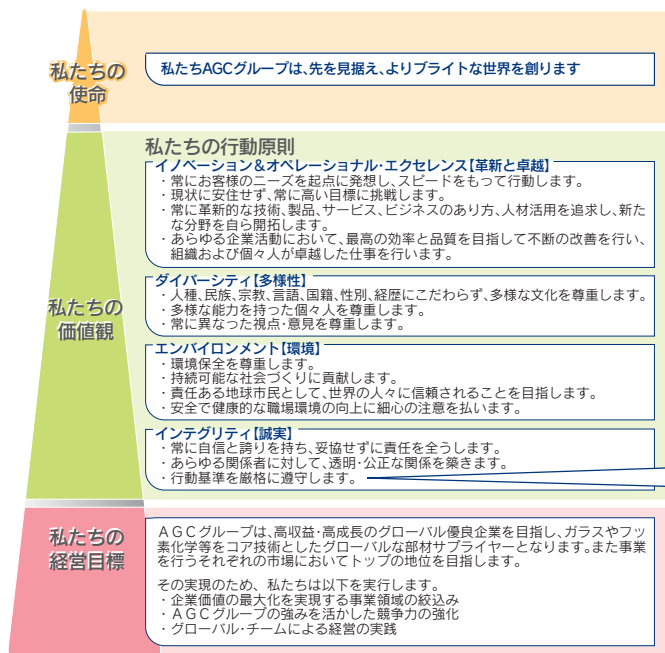 私たちの
使命
私たちAGCグループは、先を見据え、よりブライトな世界を創ります
私たちの
価値観
私たちの行動原則
イノベーション＆オペレーショナル・エクセレンス【革新と卓越】
・常にお客様のニーズを起点に発想し、スピードをもって行動します。
・現状に安住せず、常に高い目標に挑戦します。
・常に革新的な技術、製品、サービス、ビジネスのあり方、人材活用を追求し、新た
な分野を自ら開拓します。
・あらゆる企業活動において、最高の効率と品質を目指して不断の改善を行い、
組織および個々人が卓越した仕事を行います。
ダイバーシティ【多様性】
・人種、民族、宗教、言語、国籍、性別、経歴にこだわらず、多様な文化を尊重します。
・多様な能力を持った個々人を尊重します。
・常に異なった視点・意見を尊重します。
エンバイロンメント【環境】
・環境保全を尊重します。
・持続可能な社会づくりに貢献します。
・責任ある地球市民として、世界の人々に信頼されることを目指します。
・安全で健康的な職場環境の向上に細心の注意を払います。
インテグリティ【誠実】
・常に自信と誇りを持ち、妥協せずに責任を全うします。
・あらゆる関係者に対して、透明・公正な関係を築きます。
・行動基準を厳格に遵守します。
私たちの
経営目標
ＡＧＣグループは、高収益・高成長のグローバル優良企業を目指し、ガラスやフッ
素化学等をコア技術としたグローバルな部材サプライヤーとなります。また事業
を行うそれぞれの市場においてトップの地位を目指します。
その実現のため、私たちは以下を実行します。
・企業価値の最大化を実現する事業領域の絞込み
・ＡＧＣグループの強みを活かした競争力の強化
・グローバル・チームによる経営の実践